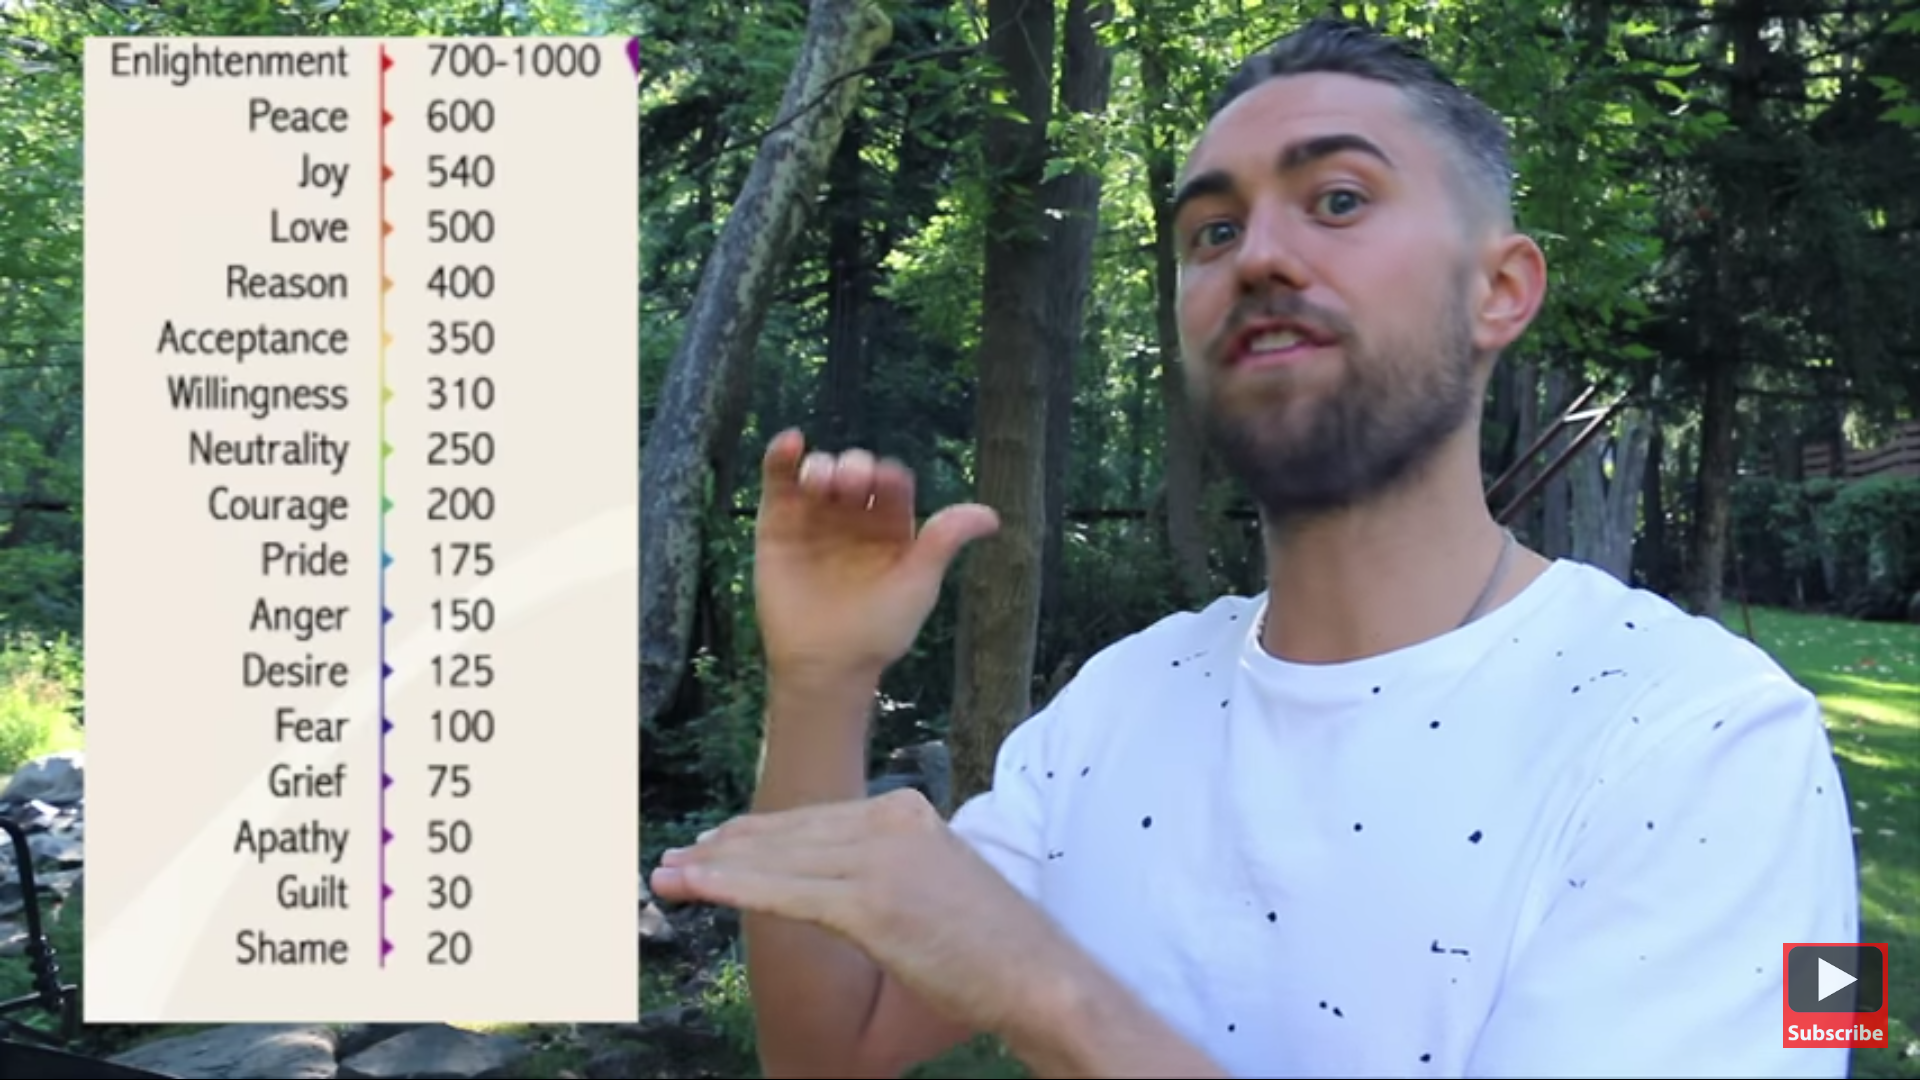 Enlightenment 700-1000
Peace 600
Joy 540
Love 500
Reason 400
Acceptance 350
Willingness 310
Neutrality 250
Courage 200
Pride 175
Anger 150
Desire 125
Fear 100
Grief 75
Apathy 50
Guilt 30
Shame 20
Subscribe